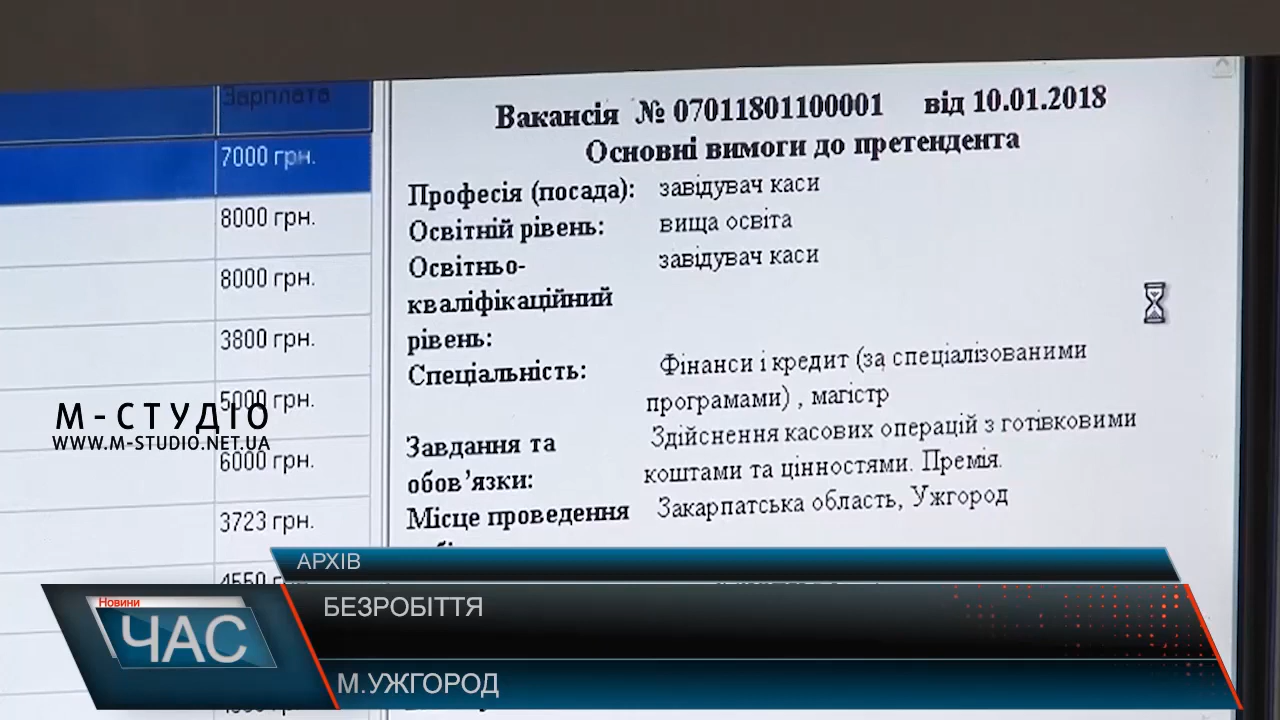 Зарплата
7000 грн.
8000 грн.
8000 грн.
3800 грн.
5000 грн.
6000 грн.
3723 грн.
4550
Вакансія № 07011801100001 від 10.01.2018
Основні вимоги до претендента
Професія (посада): завідувач каси
Освітній рівень: вища освіта
Освітньо- завідувач каси
кваліфікаційний
рівень:
Спеціальність: Фінанси і кредит (за спеціалізованими
програмами) , магістр
Завдання та Здійснення касових операцій з готівковими
обов’язки: коштами та цінностями. Премія.
Місце проведення Закарпатська область, Ужгород
М-СТУДІО
WWW.M-STUDIO.NET.UA
АРХІВ
Новини
ЧАС
БЕЗРОБІТТЯ
М.УЖГОРОД